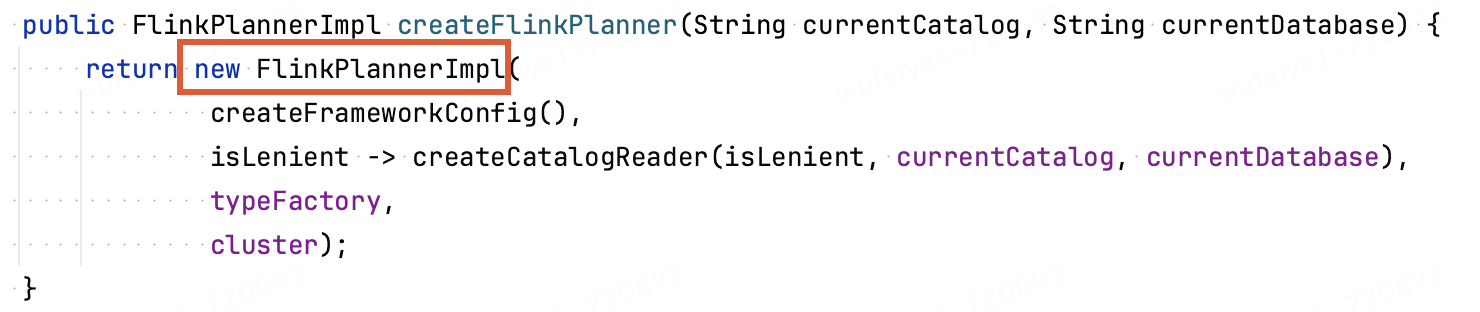 public FlinkPlannerImpl createFlinkPlanner(String currentCatalog, String currentDatabase) {
return new FlinkPlannerImpl(
createFrameworkConfig(),
isLenient -> createCatalogReader(isLenient, currentCatalog, currentDatabase),
typeFactory,
cluster);
}